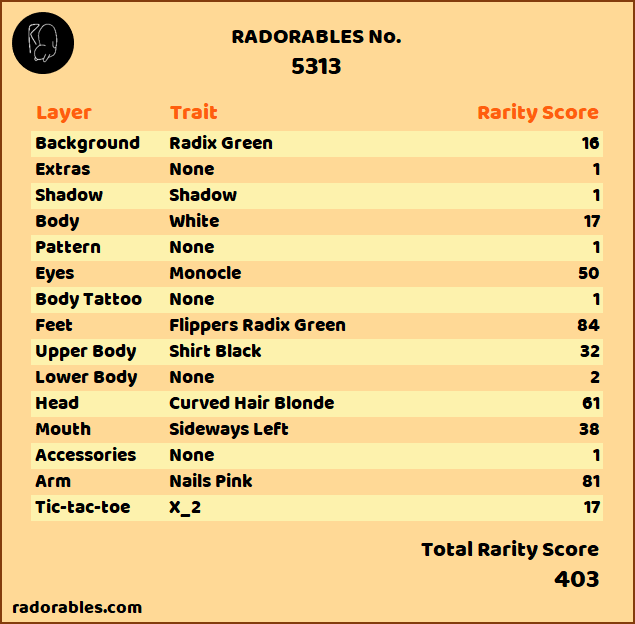 RADORABLES No.
5313
Layer Trait Rarity Score
Background Radix Green 16
Extras None 1
Shadow Shadow 1
Body White 17
Pattern None 1
Eyes Monocle 50
Body Tattoo None 1
Feet Flippers Radix Green 84
Upper Body Shirt Black 32
Lower Body None 2
Head Curved Hair Blonde 61
Mouth Sideways Left 38
Accessories None 1
Arm Nails Pink 81
Tic-tac-toe X_2 17
Total Rarity Score
403
radorables.com